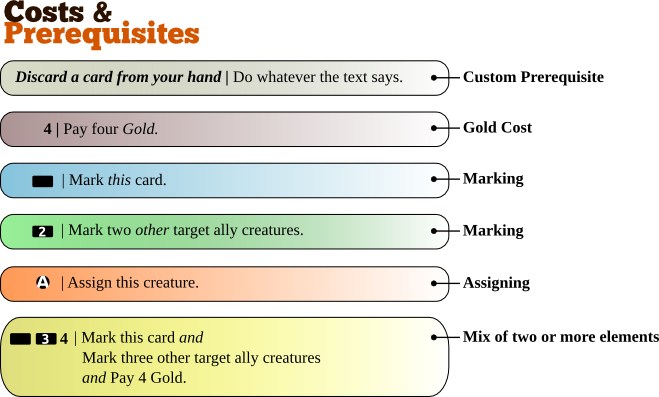 Costs &
Prerequisites
Discard a card from your hand | Do whatever the text says.
Custom Prerequisite
4 | Pay four Gold.
Gold Cost
| Mark this card.
Marking
2 | Mark two other target ally creatures.
Marking
A | Assign this creature.
Assigning
3 4 | Mark this card and
Mix of two or more elements
Mark three other target ally creatures
and Pay 4 Gold.